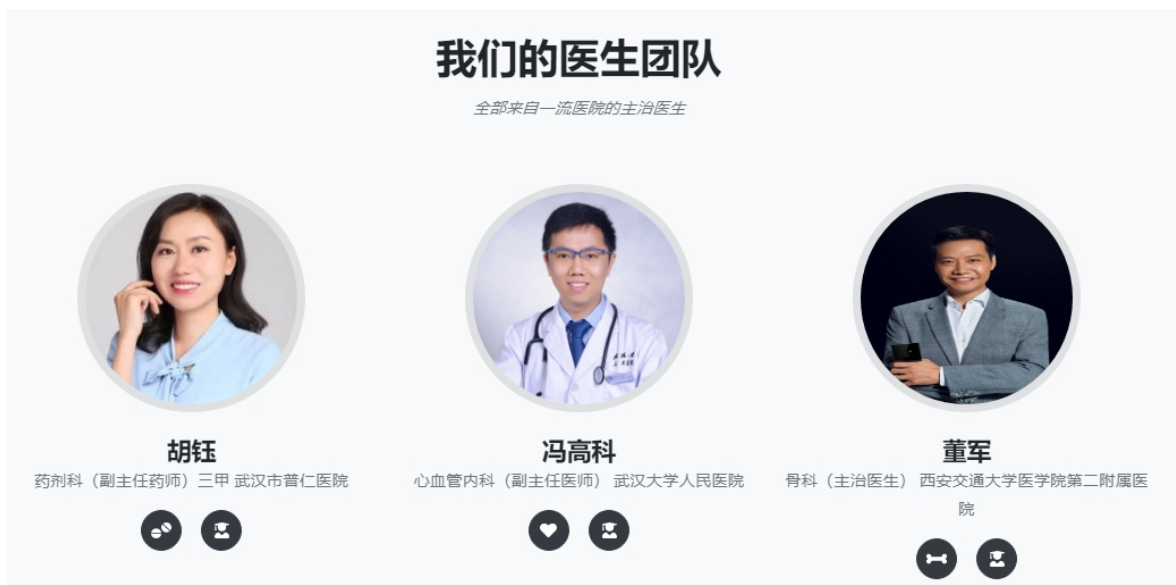 我们的医生团队
全部来自一流医院的主治医生
胡钰
药剂科（副主任药师）三甲 武汉市普仁医院
冯高科
心血管内科（副主任医师） 武汉大学人民医院
董军
骨科（主治医生） 西安交通大学医学院第二附属医
院